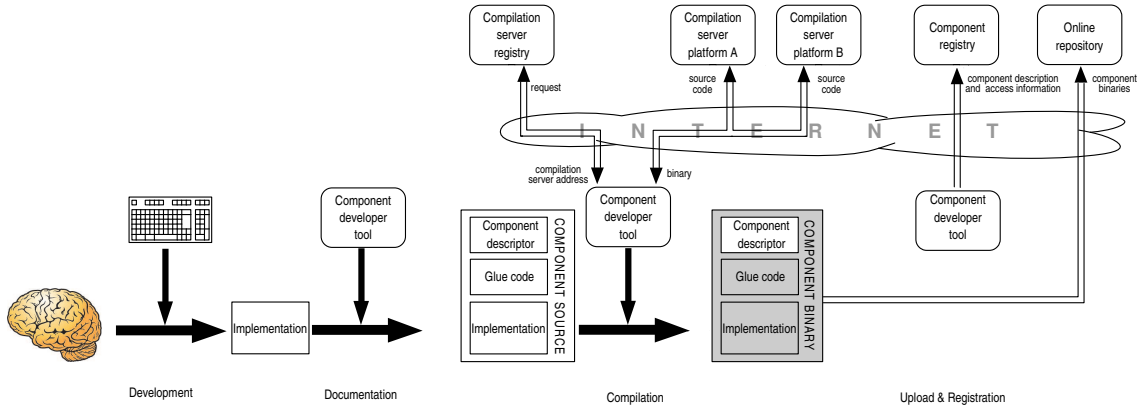 Compilation
server
registry
Compilation
server
platform A
Compilation
server
platform B
Component
registry
Online
repository
request
source
code
source
code
component description
and access information
component
binaries
I N T E R N E T
compilation
server address
binary
Component
developer
tool
Component
developer
tool
Component
developer
tool
Component
descriptor
Glue code
Implementation
COMPONENT SOURCE
Component
descriptor
Glue code
Implementation
COMPONENT BINARY
Implementation
Development
Documentation
Compilation
Upload & Registration